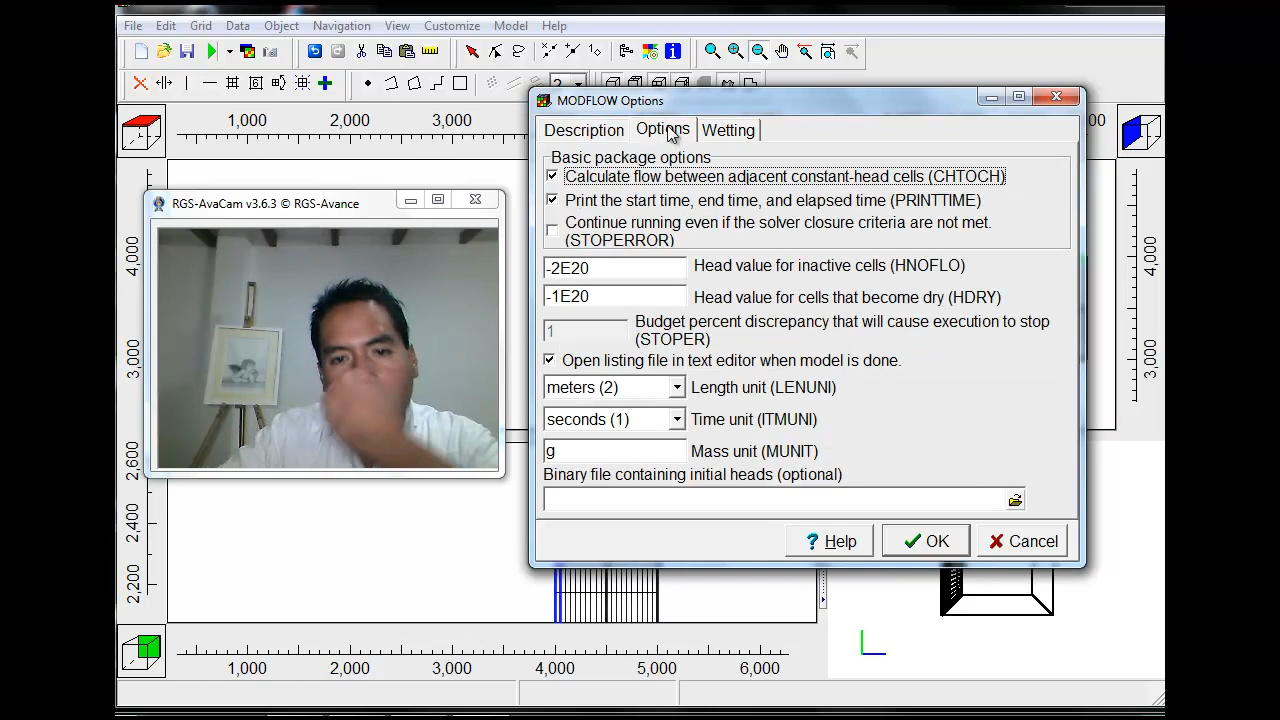 File Edit Grid Data Object Navigation View Customize Model Help
MODFLOW Options
1,000 2,000 3,000
Description Options Wetting
Basic package options
Calculate flow between adjacent constant-head cells (CHTOCH)
Print the start time, end time, and elapsed time (PRINTTIME)
Continue running even if the solver closure criteria are not met.
(STOPERROR)
-2E20 Head value for inactive cells (HNOFLO)
-1E20 Head value for cells that become dry (HDRY)
1 Budget percent discrepancy that will cause execution to stop
(STOPER)
Open listing file in text editor when model is done.
meters (2) Length unit (LENUNI)
seconds (1) Time unit (ITMUNI)
g Mass unit (MUNIT)
Binary file containing initial heads (optional)
? Help OK Cancel
RGS-AvaCam v3.6.3 © RGS-Avance
4,000
3,000
4,000
3,000
2,600
2,400
2,200
1,000 2,000 3,000 4,000 5,000 6,000